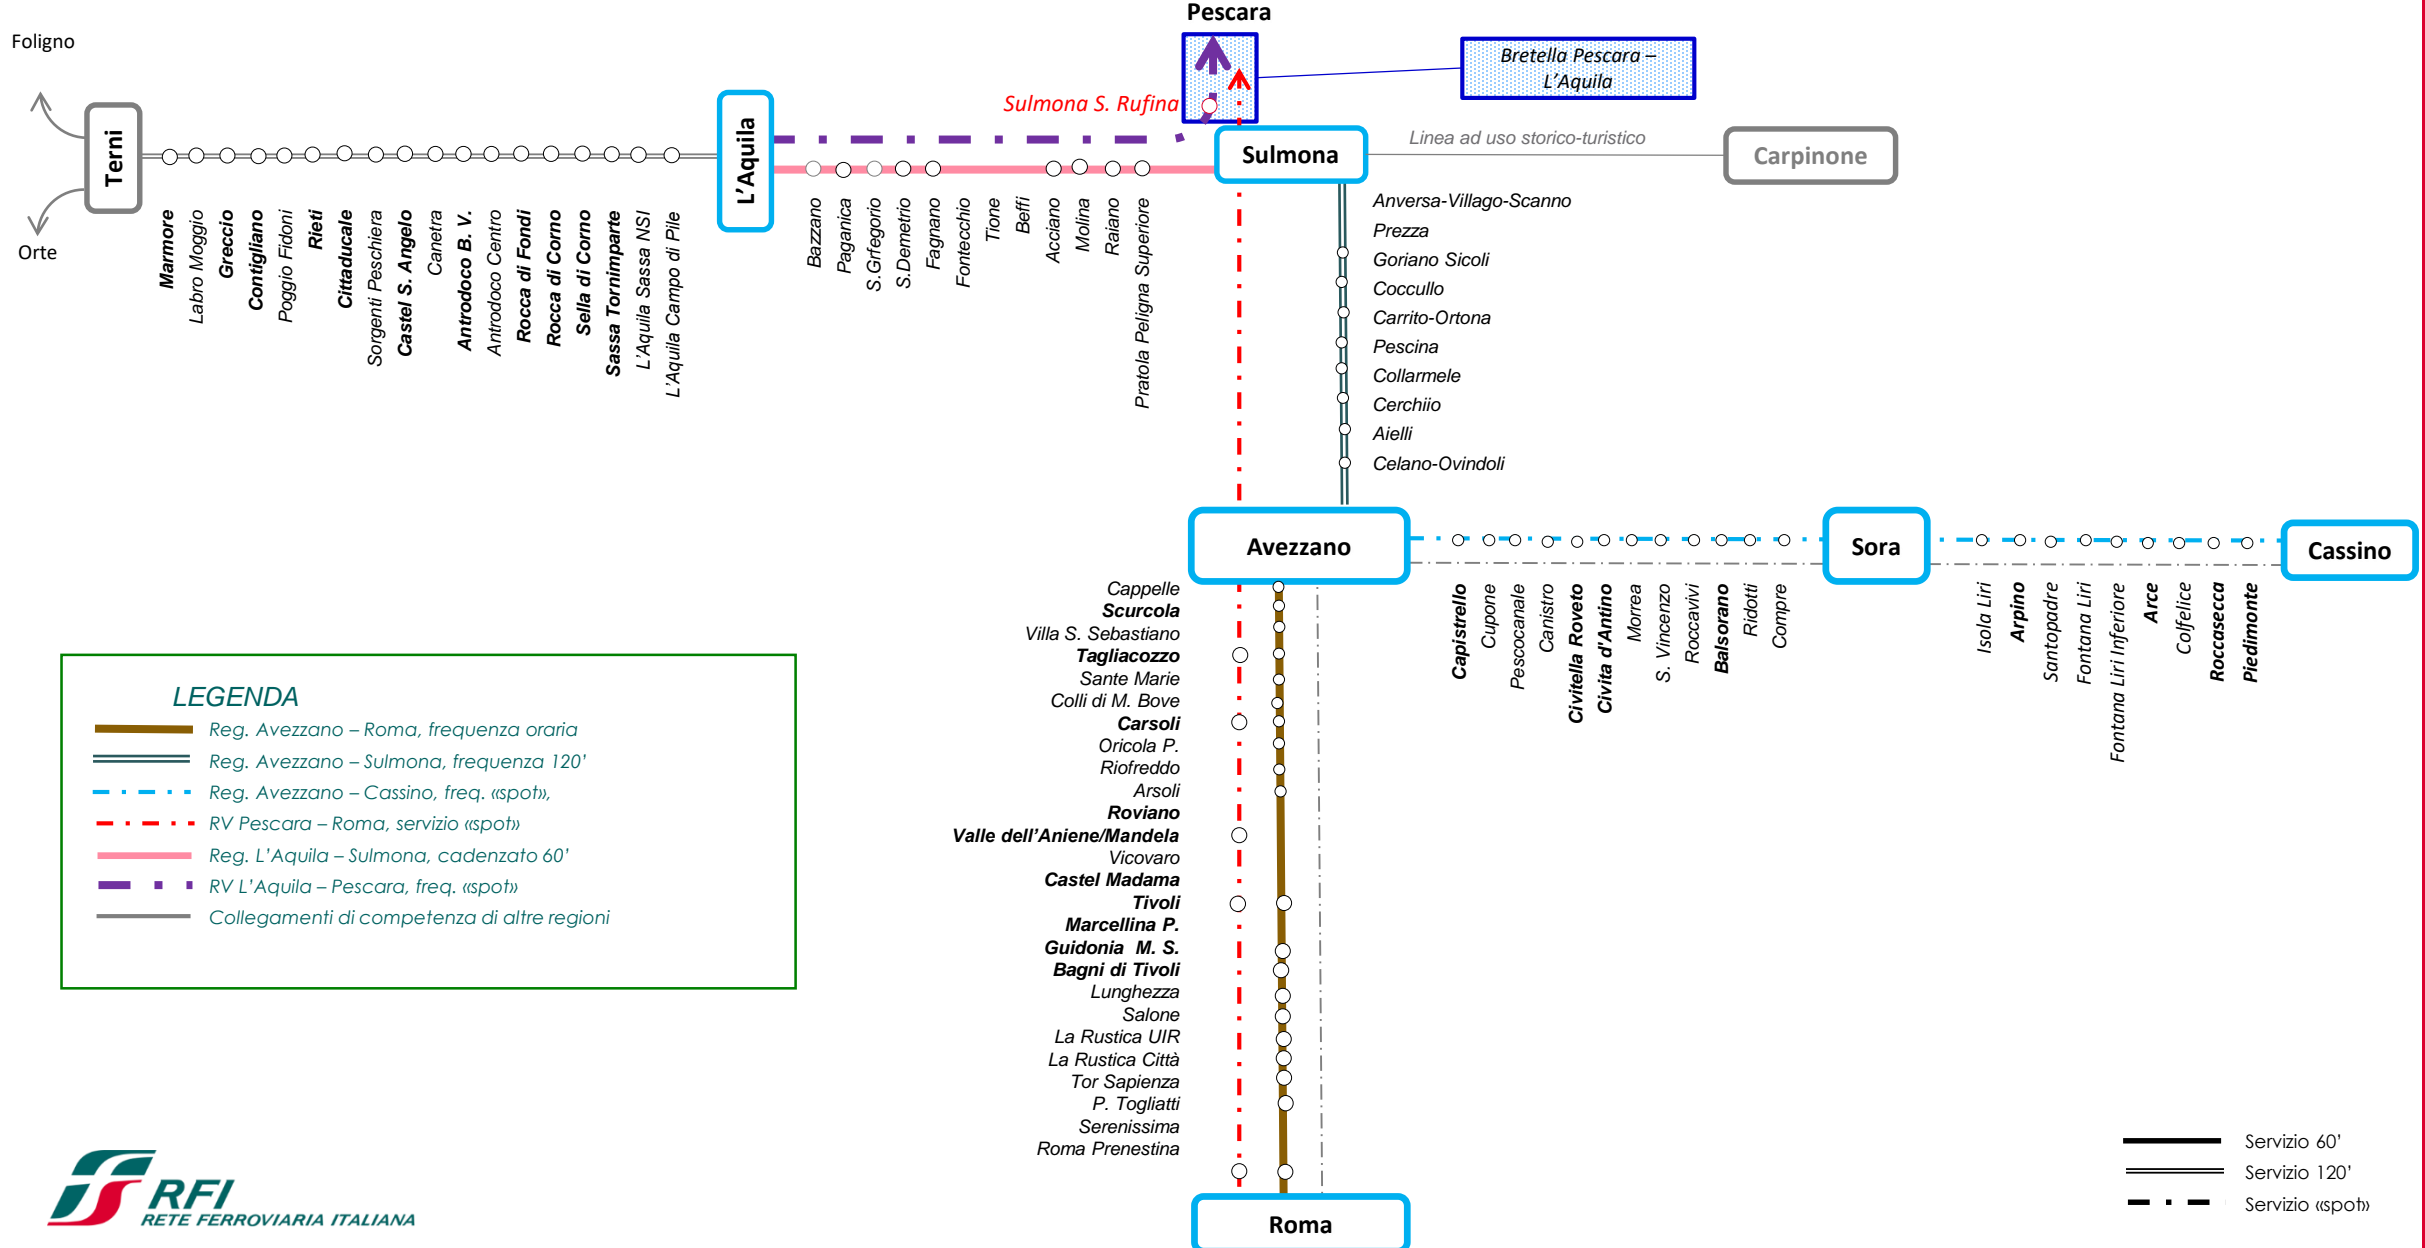 Pescara
Foligno
Bretella Pescara –
L'Aquila
Sulmona S. Rufina
Terni
L'Aquila
Sulmona
Linea ad uso storico-turistico
Carpinone
Orte
Marmore
Labro Moggio
Greccio
Contigliano
Poggio Fidoni
Rieti
Cittaducale
Sorgenti Peschiera
Castel S. Angelo
Canetra
Antrodoco B. V.
Antrodoco Centro
Rocca di Fondi
Rocca di Corno
Sella di Corno
Sassa Tornimparte
L'Aquila Sassa NSI
L'Aquila Campo di Pile
Bazzano
Paganica
S.Grfegorio
S.Demetrio
Fagnano
Fontecchio
Tione
Beffi
Acciano
Molina
Raiano
Pratola Peligna Superiore
Anversa-Villago-Scanno
Prezza
Goriano Sicoli
Coccullo
Carrito-Ortona
Pescina
Collarmele
Cerchiio
Aielli
Celano-Ovindoli
Avezzano
Sora
Cassino
Capistrello
Cupone
Pescocanale
Canistro
Civitella Roveto
Civita d'Antino
Morrea
S. Vincenzo
Roccavivi
Balsorano
Ridotti
Compre
Isola Liri
Arpino
Santopadre
Fontana Liri
Fontana Liri Inferiore
Arce
Colfelice
Roccasecca
Piedimonte
Cappelle
Scurcola
Villa S. Sebastiano
Tagliacozzo
Sante Marie
Colli di M. Bove
Carsoli
Oricola P.
Riofreddo
Arsoli
Roviano
Valle dell'Aniene/Mandela
Vicovaro
Castel Madama
Tivoli
Marcellina P.
Guidonia  M. S.
Bagni di Tivoli
Lunghezza
Salone
La Rustica UIR
La Rustica Città
Tor Sapienza
P. Togliatti
Serenissima
Roma Prenestina
Roma
LEGENDA
Reg. Avezzano – Roma, frequenza oraria
Reg. Avezzano – Sulmona, frequenza 120'
Reg. Avezzano – Cassino, freq. «spot»,
RV Pescara – Roma, servizio «spot»
Reg. L'Aquila – Sulmona, cadenzato 60'
RV L'Aquila – Pescara, freq. «spot»
Collegamenti di competenza di altre regioni
RFI
RETE FERROVIARIA ITALIANA
Servizio 60'
Servizio 120'
Servizio «spot»